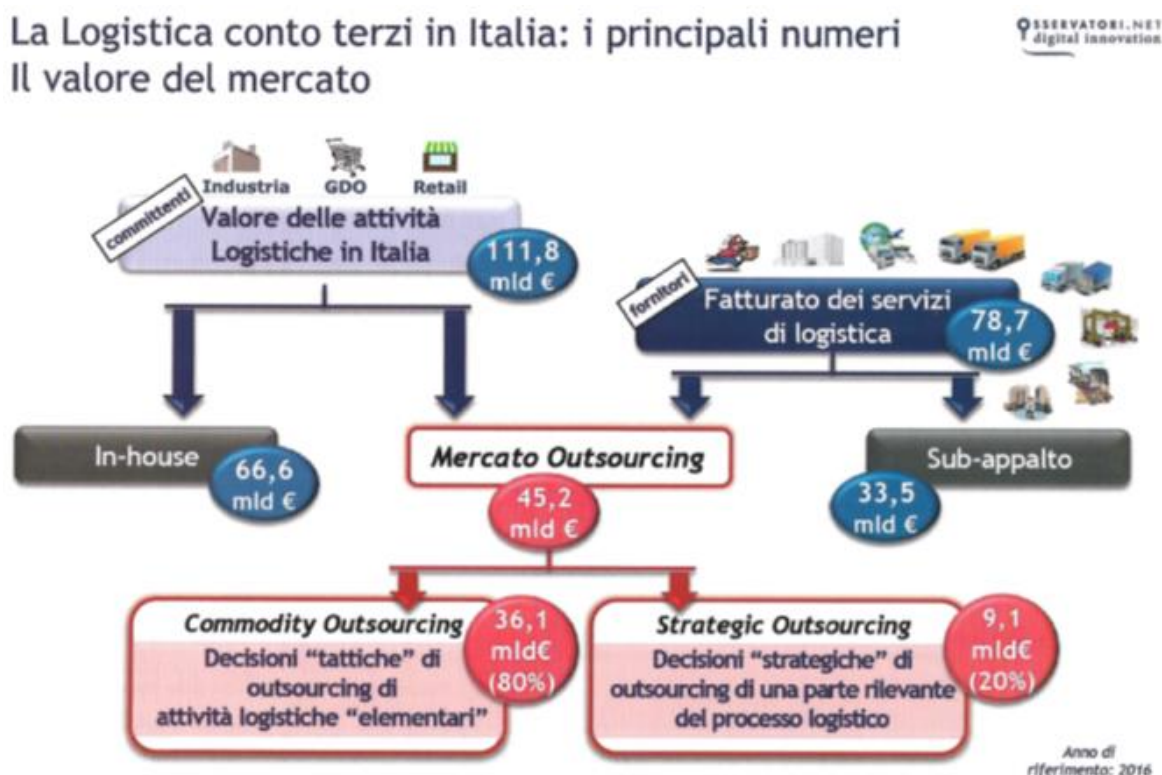 La Logistica conto terzi in Italia: i principali numeri
Il valore del mercato
OSSERVATORI.NET
digital innovation
Industria GDO Retail
committenti
Valore delle attività
Logistiche in Italia
111,8
mld €
fornitori
Fatturato dei servizi
di logistica
78,7
mld €
In-house
66,6
mld €
Mercato Outsourcing
45,2
mld €
Sub-appalto
33,5
mld €
Commodity Outsourcing
Decisioni “tattiche” di
outsourcing di
attività logistiche “elementari”
36,1
mld€
(80%)
Strategic Outsourcing
Decisioni “strategiche” di
outsourcing di una parte rilevante
del processo logistico
9,1
mld€
(20%)
Anno di
riferimento: 2016